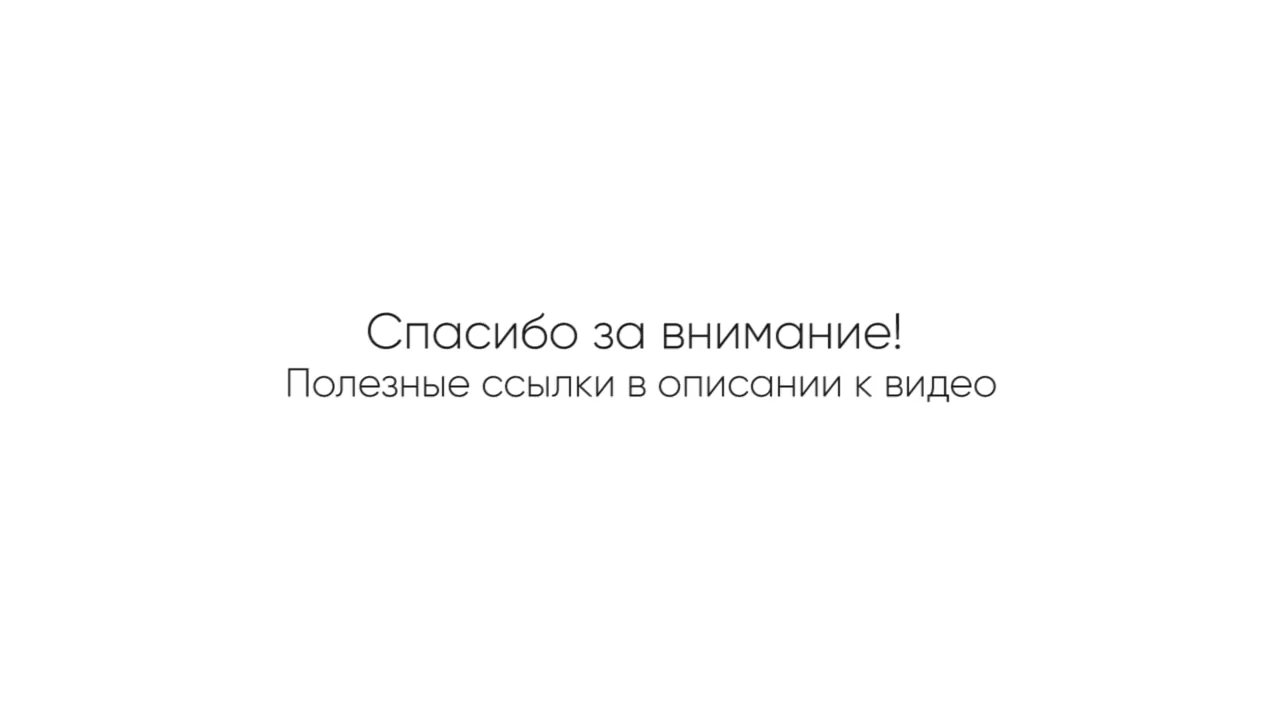 Спасибо за внимание!
Полезные ссылки в описании к видео